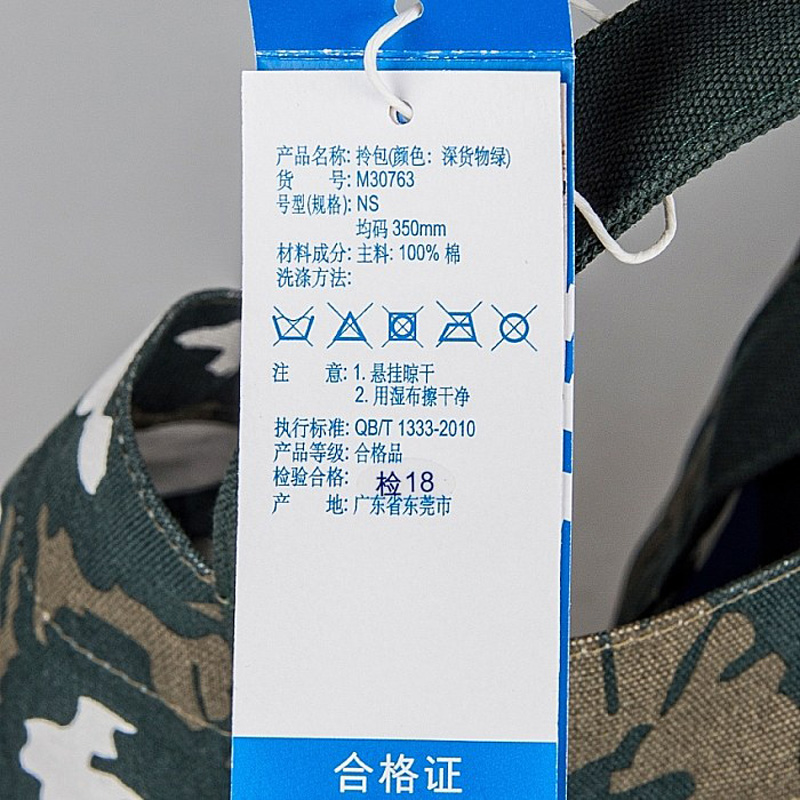 产品名称: 拎包(颜色: 深货物绿)
货 号: M30763
号型(规格): NS
均码 350mm
材料成分: 主料: 100% 棉
洗涤方法:
注 意: 1. 悬挂晾干
2. 用湿布擦干净
执行标准: QB/T 1333-2010
产品等级: 合格品
检验合格: 检18
产 地: 广东省东莞市
合格证